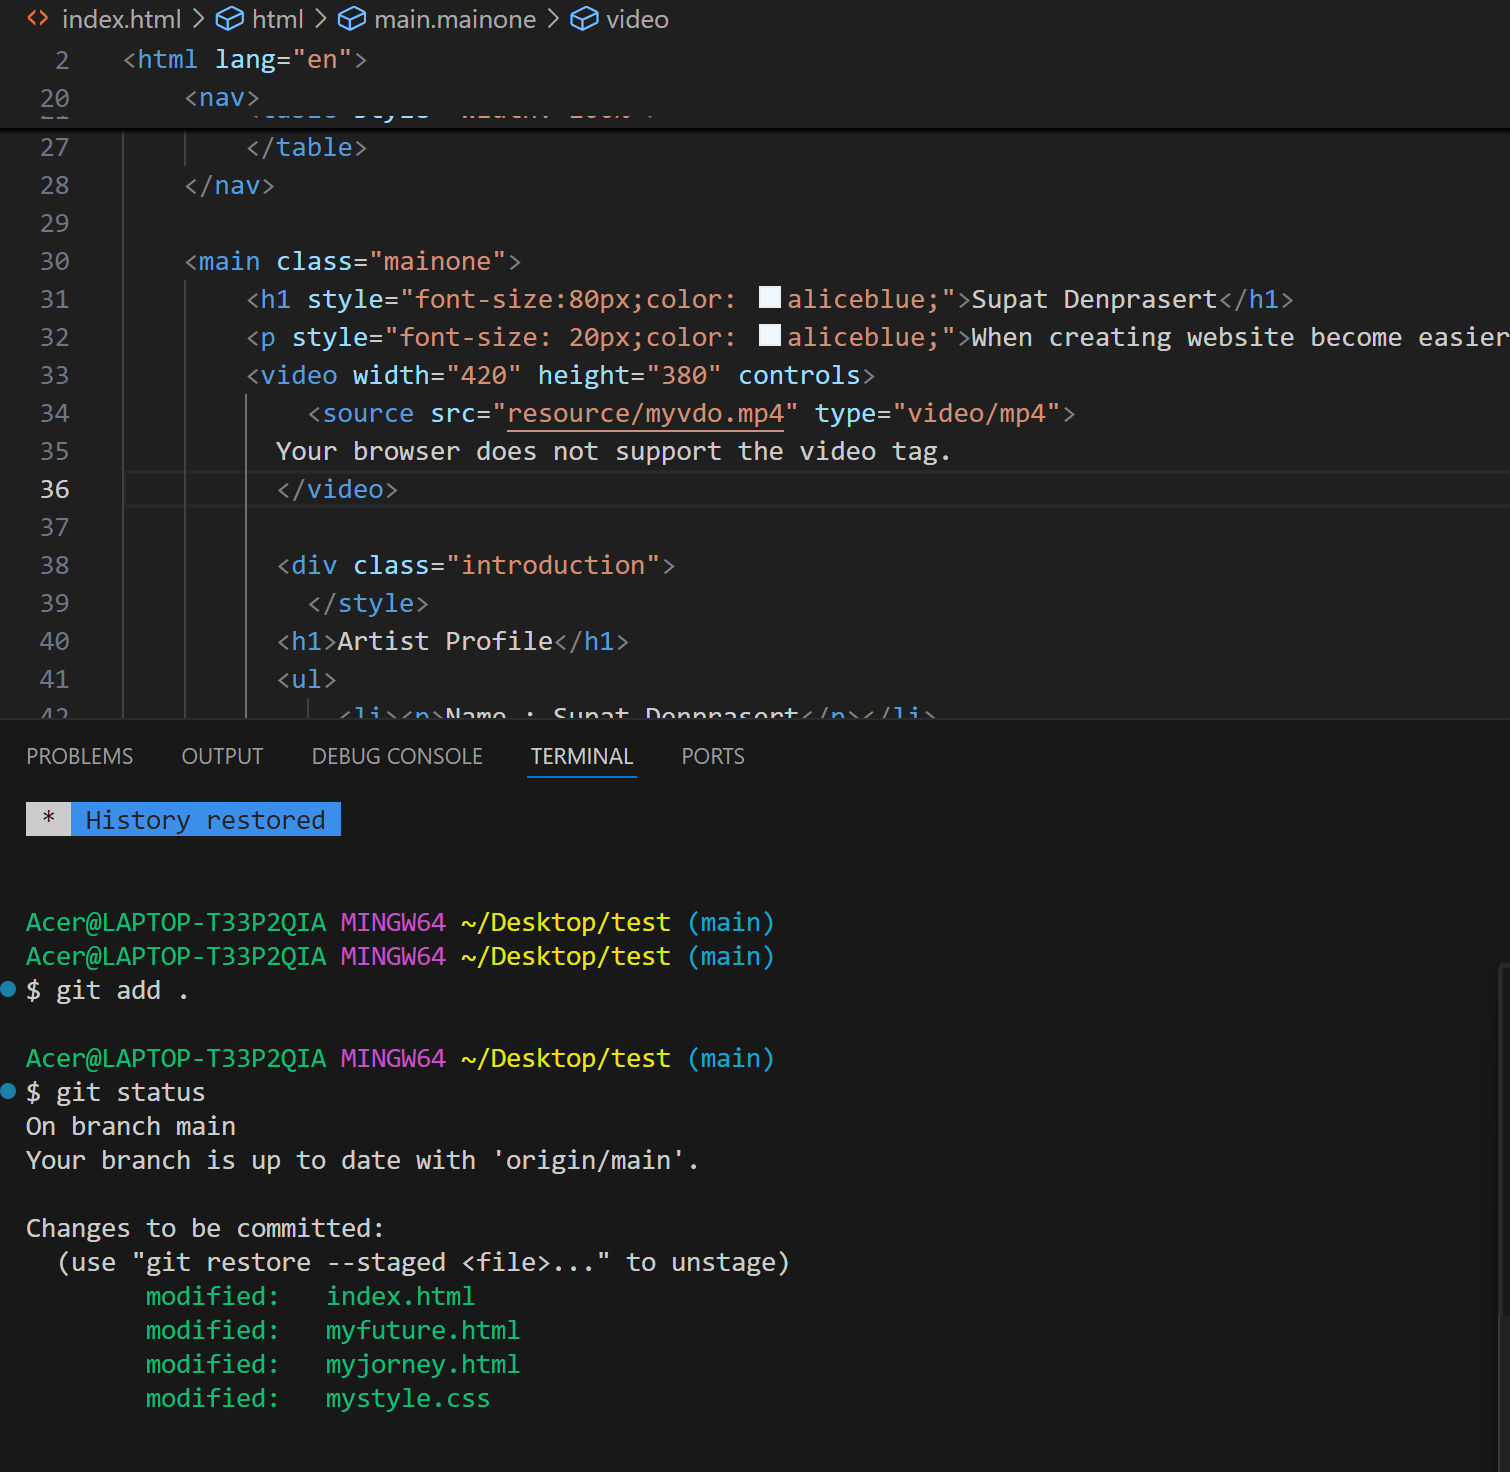 index.html > html > main.mainone > video
2 <html lang="en">
20 <nav>
27 </table>
28 </nav>
29
30 <main class="mainone">
31 <h1 style="font-size:80px;color: aliceblue;">Supat Denprasert</h1>
32 <p style="font-size: 20px;color: aliceblue;">When creating website become easier
33 <video width="420" height="380" controls>
34 <source src="resource/myvdo.mp4" type="video/mp4">
35 Your browser does not support the video tag.
36 </video>
37
38 <div class="introduction">
39 </style>
40 <h1>Artist Profile</h1>
41 <ul>
42 <li><p>Name : Supat Denprasert</p></li>
PROBLEMS OUTPUT DEBUG CONSOLE TERMINAL PORTS
* History restored
Acer@LAPTOP-T33P2QIA MINGW64 ~/Desktop/test (main)
Acer@LAPTOP-T33P2QIA MINGW64 ~/Desktop/test (main)
$ git add .
Acer@LAPTOP-T33P2QIA MINGW64 ~/Desktop/test (main)
$ git status
On branch main
Your branch is up to date with 'origin/main'.
Changes to be committed:
(use "git restore --staged <file>..." to unstage)
modified: index.html
modified: myfuture.html
modified: myjorney.html
modified: mystyle.css